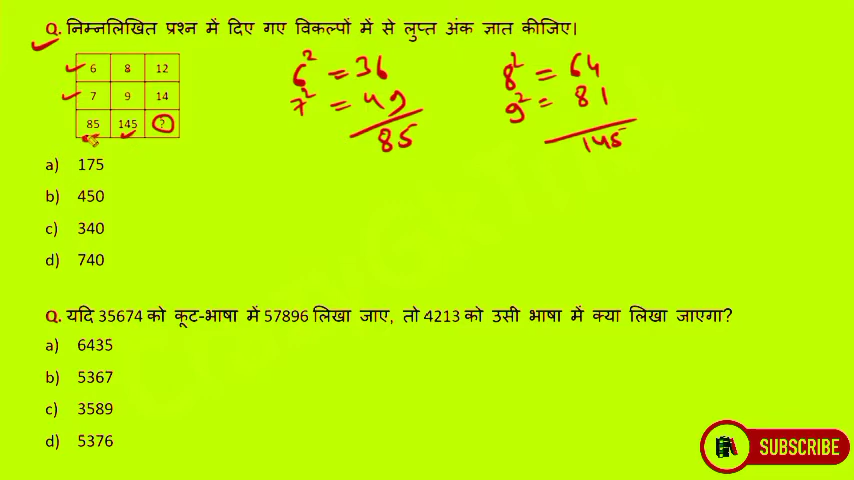 Q. निम्नलिखित प्रश्न में दिए गए विकल्पों में से लुप्त अंक ज्ञात कीजिए।
6 8 12
7 9 14
85 145 ?
6² = 36
7² = 49
85
8² = 64
9² = 81
145
a) 175
b) 450
c) 340
d) 740
Q. यदि 35674 को कूट-भाषा में 57896 लिखा जाए, तो 4213 को उसी भाषा में क्या लिखा जाएगा?
a) 6435
b) 5367
c) 3589
d) 5376
SUBSCRIBE